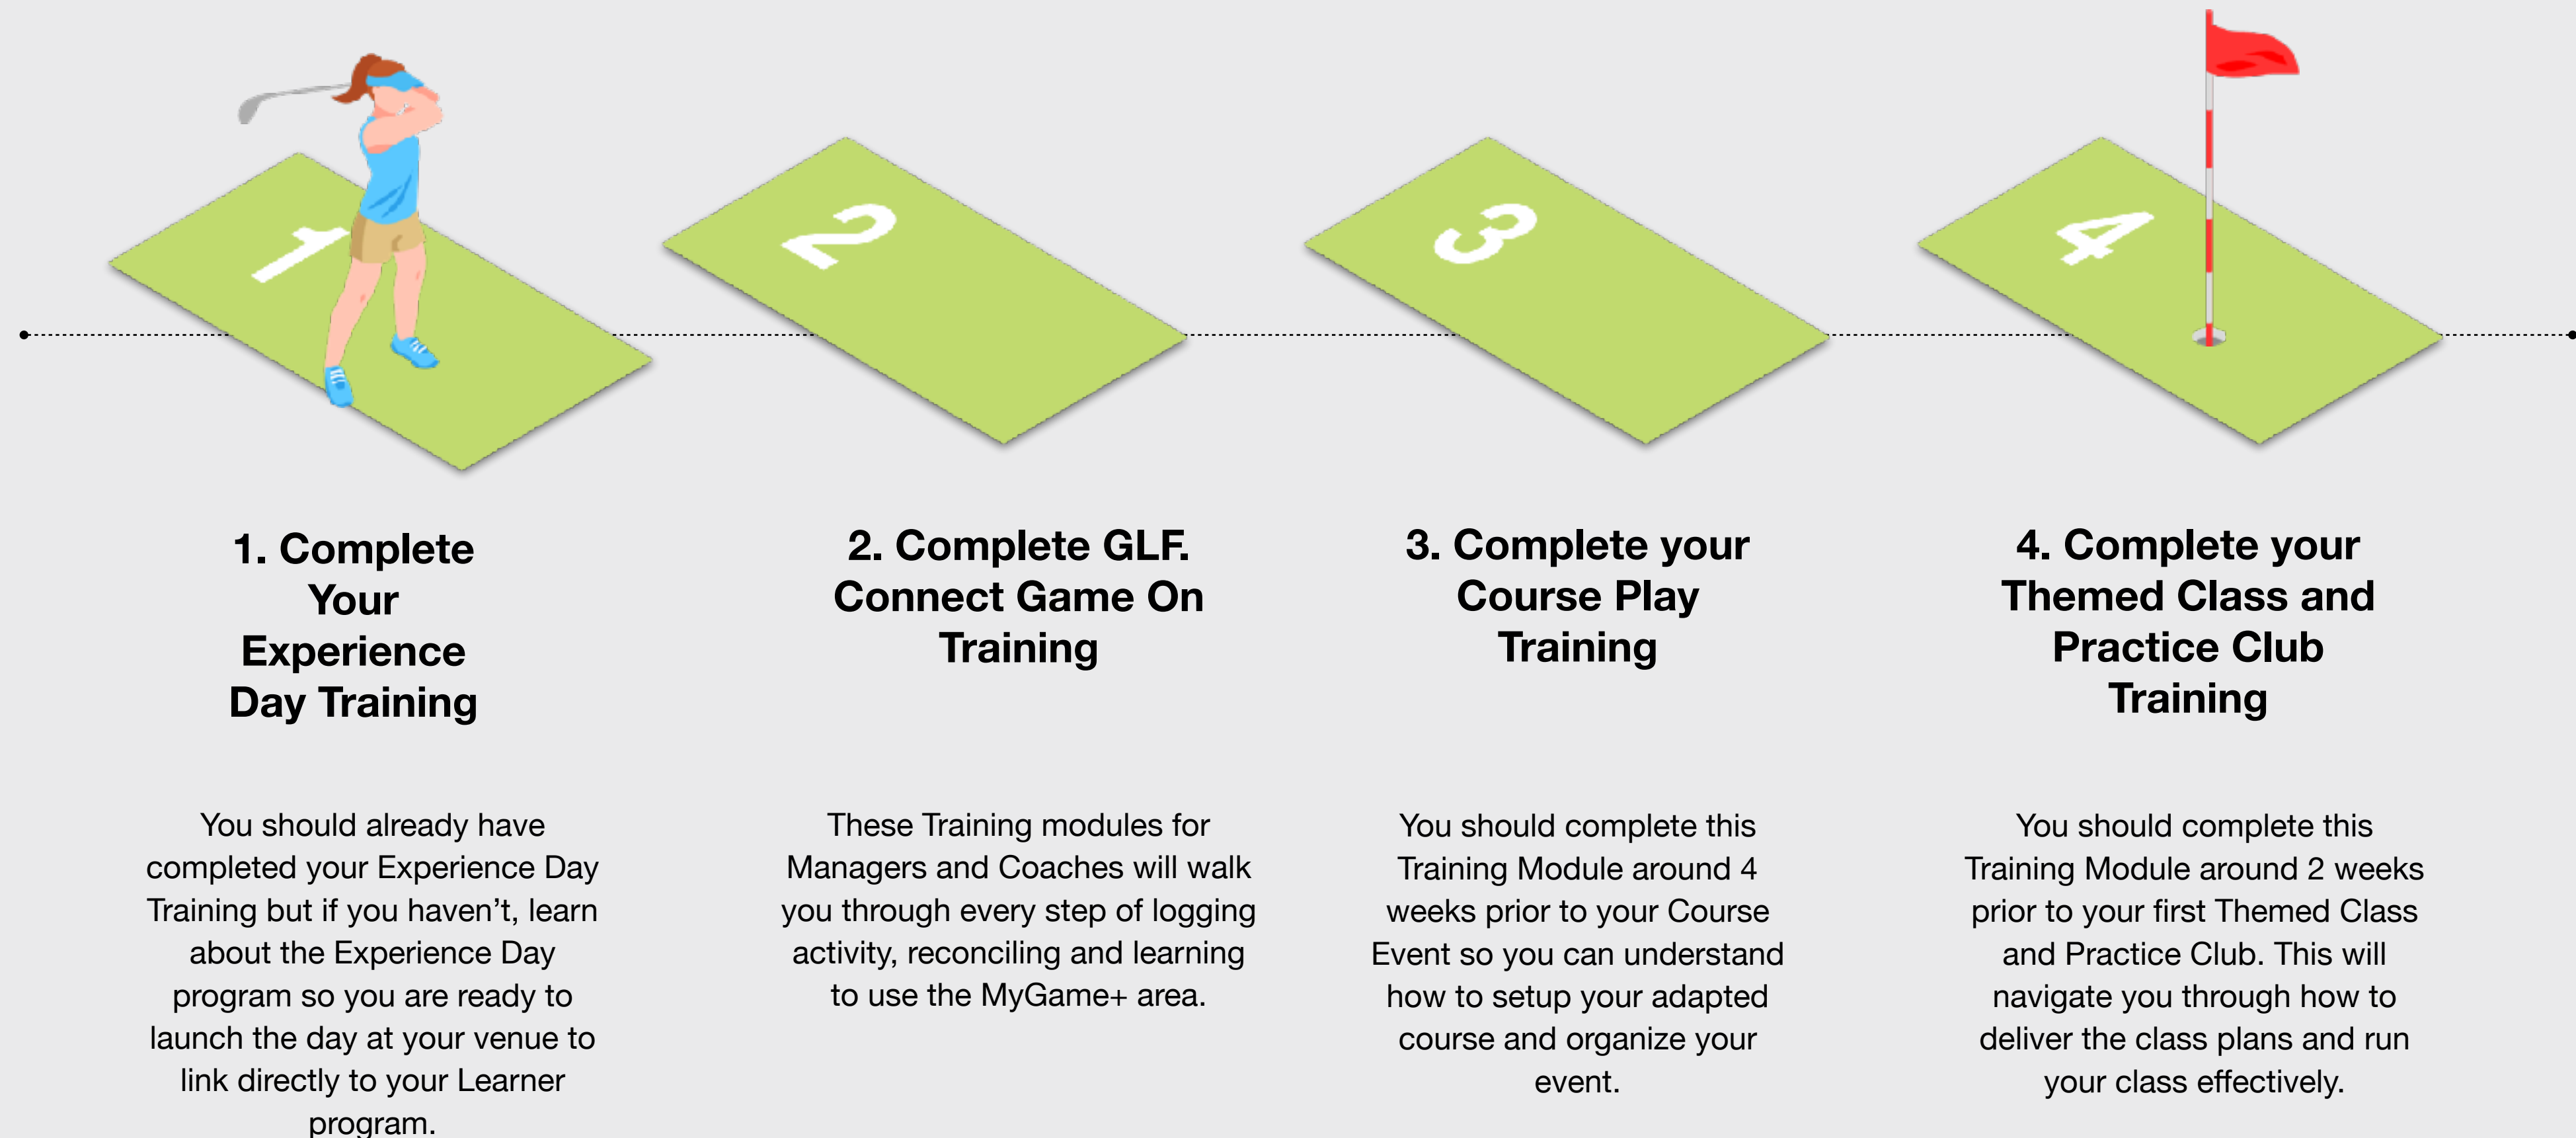 1
2
3
4
1. Complete
Your
Experience
Day Training
You should already have
completed your Experience Day
Training but if you haven’t, learn
about the Experience Day
program so you are ready to
launch the day at your venue to
link directly to your Learner
program.
2. Complete GLF.
Connect Game On
Training
These Training modules for
Managers and Coaches will walk
you through every step of logging
activity, reconciling and learning
to use the MyGame+ area.
3. Complete your
Course Play
Training
You should complete this
Training Module around 4
weeks prior to your Course
Event so you can understand
how to setup your adapted
course and organize your
event.
4. Complete your
Themed Class and
Practice Club
Training
You should complete this
Training Module around 2 weeks
prior to your first Themed Class
and Practice Club. This will
navigate you through how to
deliver the class plans and run
your class effectively.